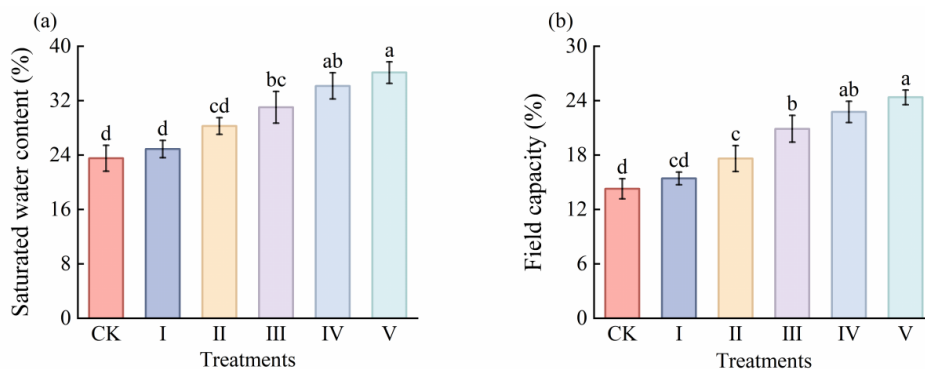 (a)
Saturated water content (%)
40
32
24
16
8
0
d
d
cd
bc
ab
a
CK I II III IV V
Treatments
(b)
Field capacity (%)
30
24
18
12
6
0
d
cd
c
b
ab
a
CK I II III IV V
Treatments